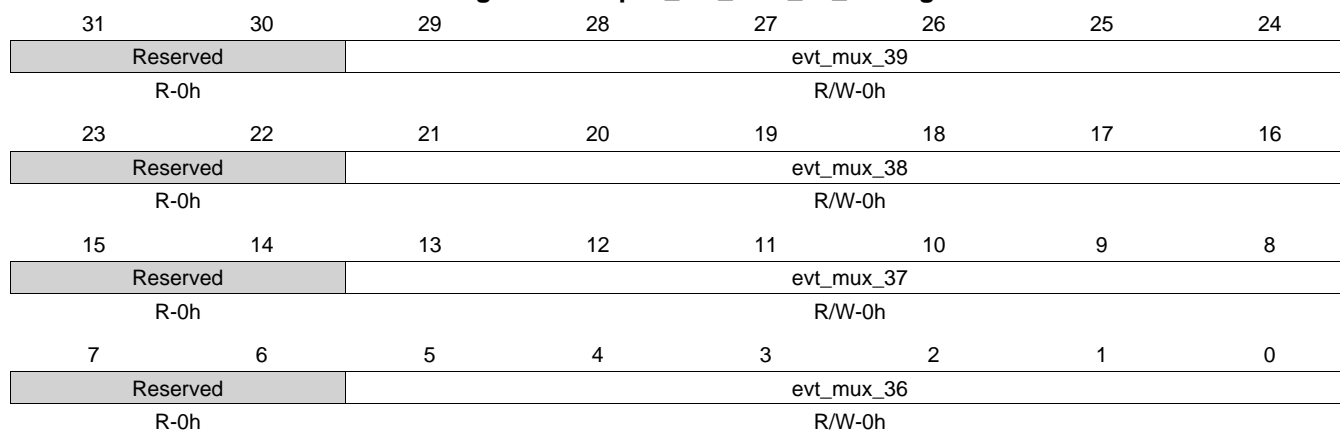 31 30 29 28 27 26 25 24
Reserved evt_mux_39
R-0h R/W-0h
23 22 21 20 19 18 17 16
Reserved evt_mux_38
R-0h R/W-0h
15 14 13 12 11 10 9 8
Reserved evt_mux_37
R-0h R/W-0h
7 6 5 4 3 2 1 0
Reserved evt_mux_36
R-0h R/W-0h